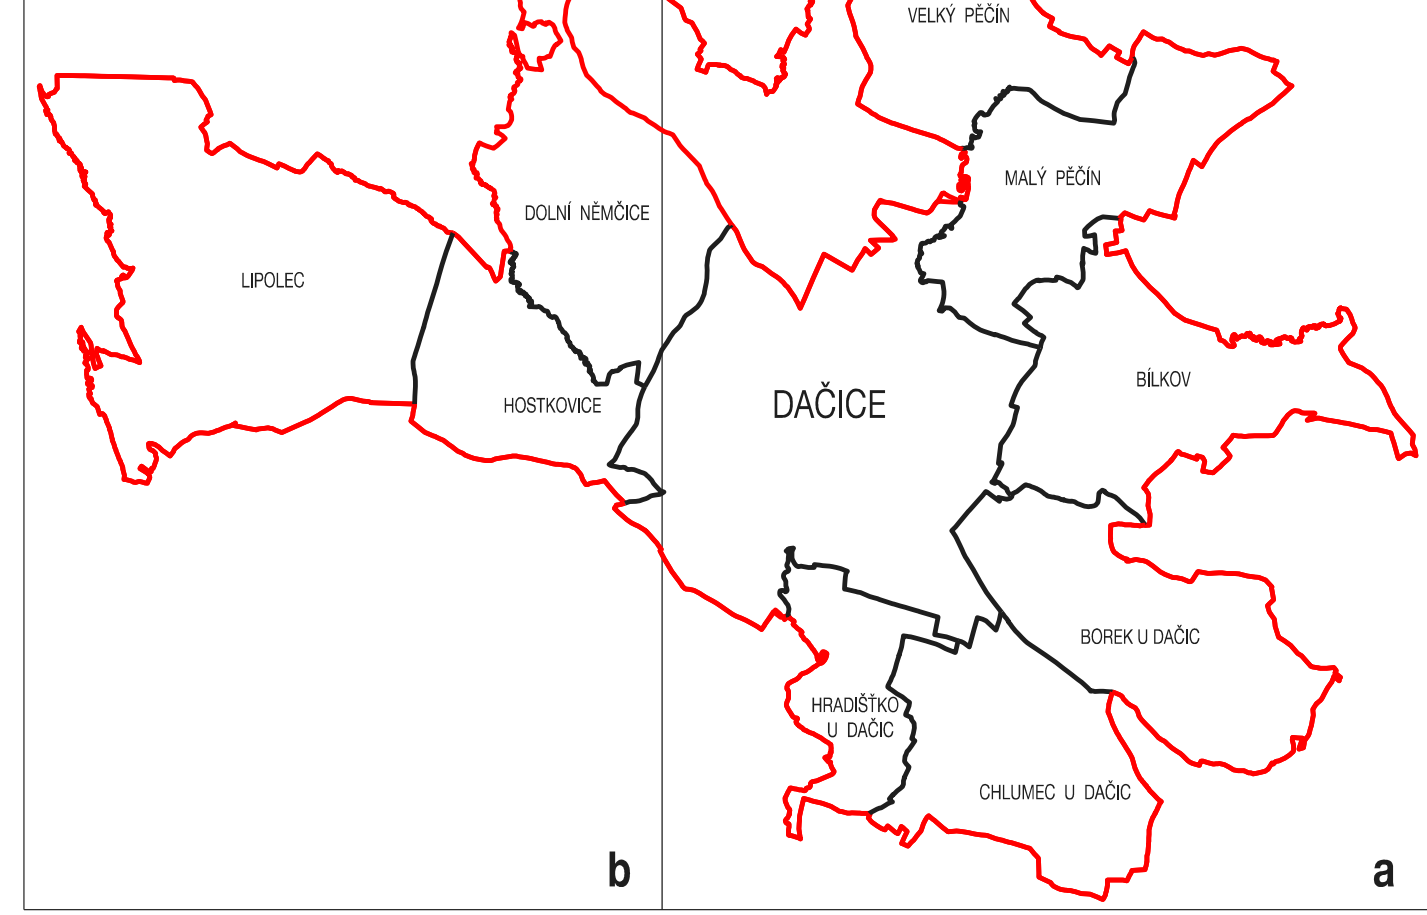 VELKÝ PĚČÍN
MALÝ PĚČÍN
DOLNÍ NĚMČICE
LIPOLEC
BÍLKOV
HOSTKOVICE
DAČICE
BOREK U DAČIC
HRADIŠŤKO
U DAČIC
CHLUMEC U DAČIC
b
a